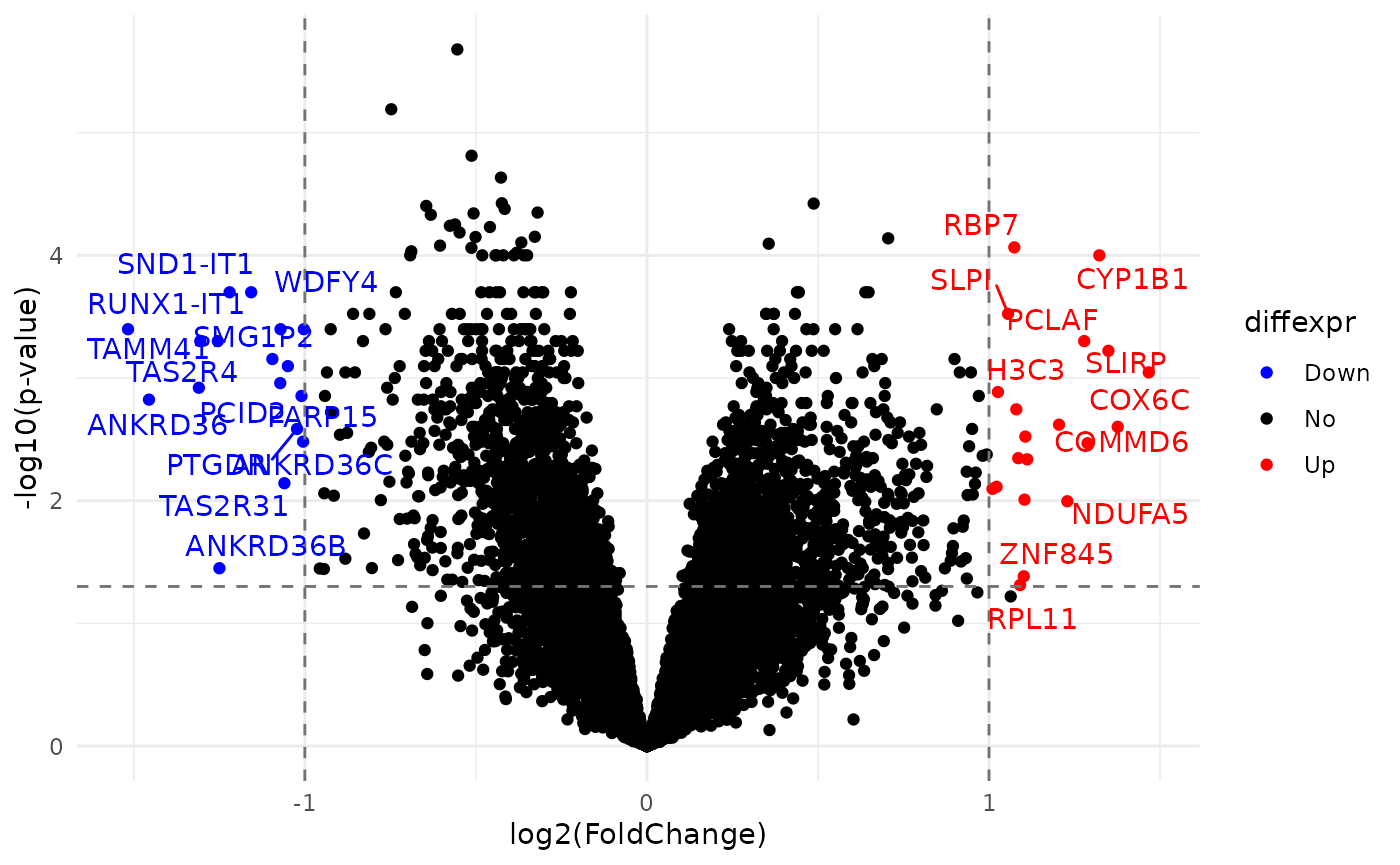 -log10(p-value)
4
2
0
SND1-IT1
WDFY4
RUNX1-IT1
SMG1P2
TAMM41
TAS2R4
PCID2
PARP15
ANKRD36
PTGDR
ANKRD36C
TAS2R31
ANKRD36B
RBP7
SLPI
CYP1B1
PCLAF
SLIRP
H3C3
COX6C
COMMD6
NDUFA5
ZNF845
RPL11
-1
0
1
log2(FoldChange)
diffexpr
Down
No
Up